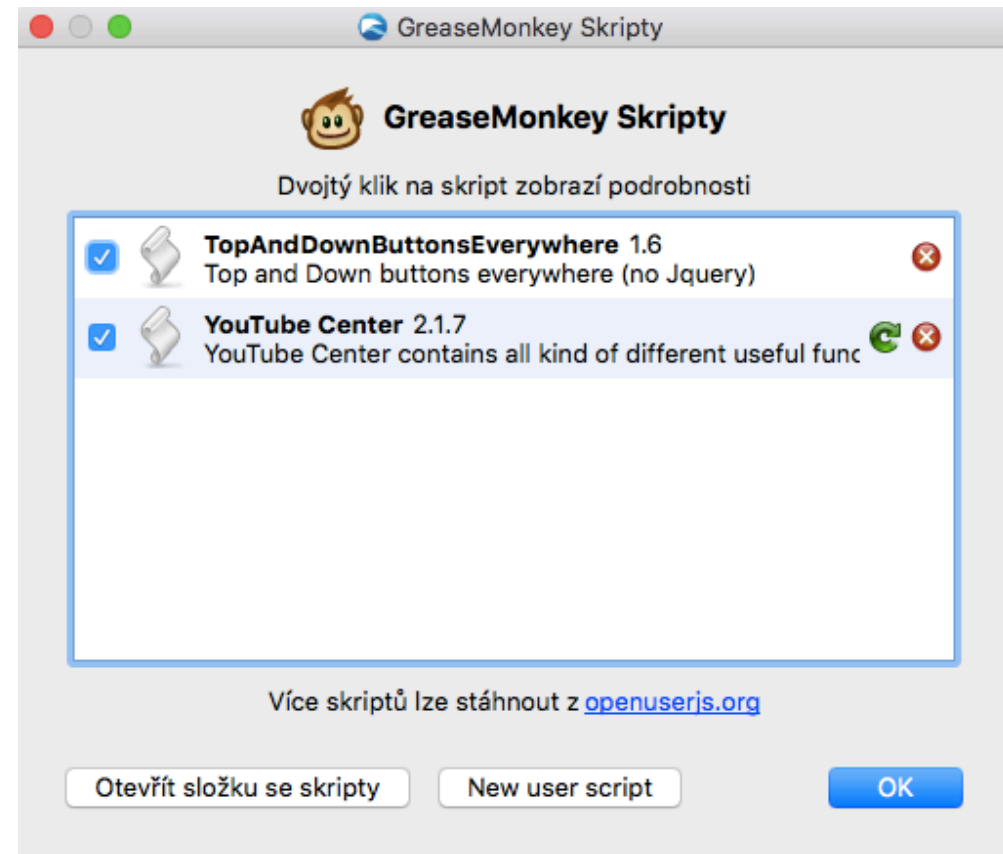 GreaseMonkey Skripty
GreaseMonkey Skripty
Dvojtý klik na skript zobrazí podrobnosti
TopAndDownButtonsEverywhere 1.6
Top and Down buttons everywhere (no Jquery)
YouTube Center 2.1.7
YouTube Center contains all kind of different useful func
Více skriptů lze stáhnout z openuserjs.org
Otevřít složku se skripty New user script OK